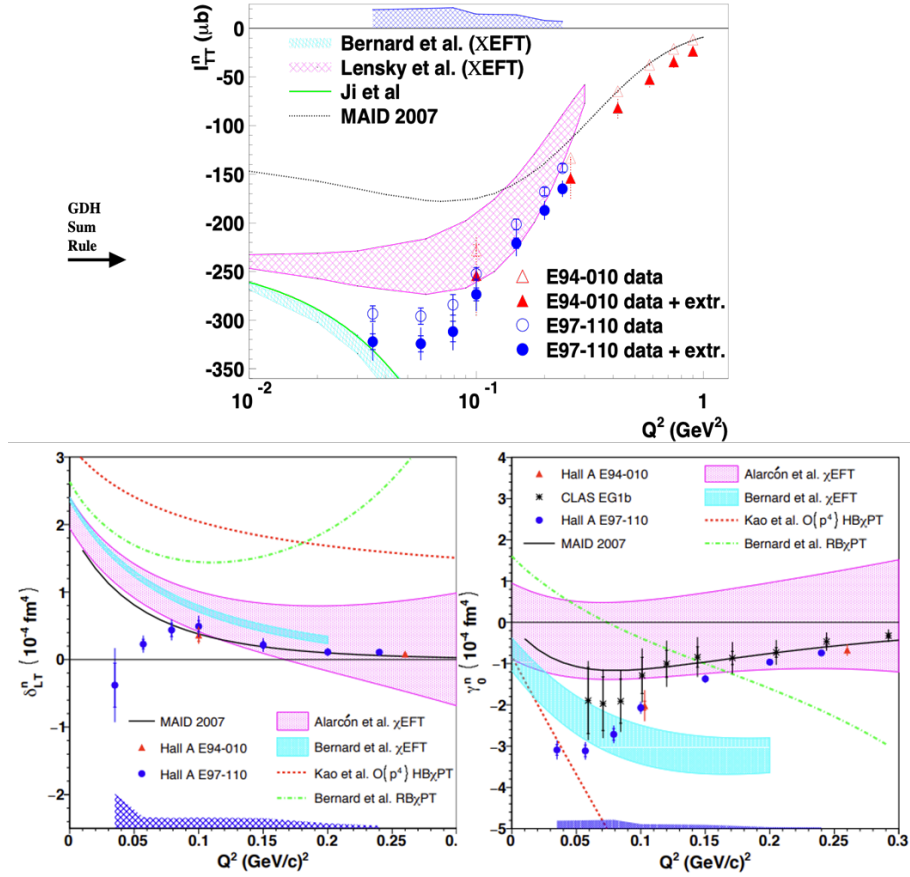 I^n_TT (μb)
0
-50
-100
-150
-200
-250
-300
-350
Bernard et al. (ΧEFT)
Lensky et al. (ΧEFT)
Ji et al
MAID 2007
GDH
Sum
Rule
E94-010 data
E94-010 data + extr.
E97-110 data
E97-110 data + extr.
10^-2
10^-1
1
Q^2 (GeV^2)
3
2
1
0
−1
−2
δ^n_LT (10^-4 fm^4)
MAID 2007
Hall A E94-010
Hall A E97-110
Alarcón et al. χEFT
Bernard et al. χEFT
Kao et al. O(p^4) HBχPT
Bernard et al. RBχPT
0
0.05
0.1
0.15
0.2
0.25
0.3
Q^2 (GeV/c)^2
4
3
2
1
0
−1
−2
−3
−4
−5
γ^n_0 (10^-4 fm^4)
Hall A E94-010
CLAS EG1b
Hall A E97-110
MAID 2007
Alarcón et al. χEFT
Bernard et al. χEFT
Kao et al. O(p^4) HBχPT
Bernard et al. RBχPT
0
0.05
0.1
0.15
0.2
0.25
0.3
Q^2 (GeV/c)^2